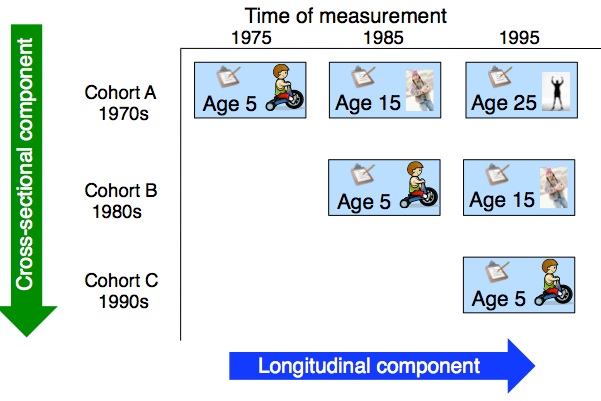 Time of measurement
1975 1985 1995
Cross-sectional component
Cohort A
1970s
Age 5 Age 15 Age 25
Cohort B
1980s
Age 5 Age 15
Cohort C
1990s
Age 5
Longitudinal component